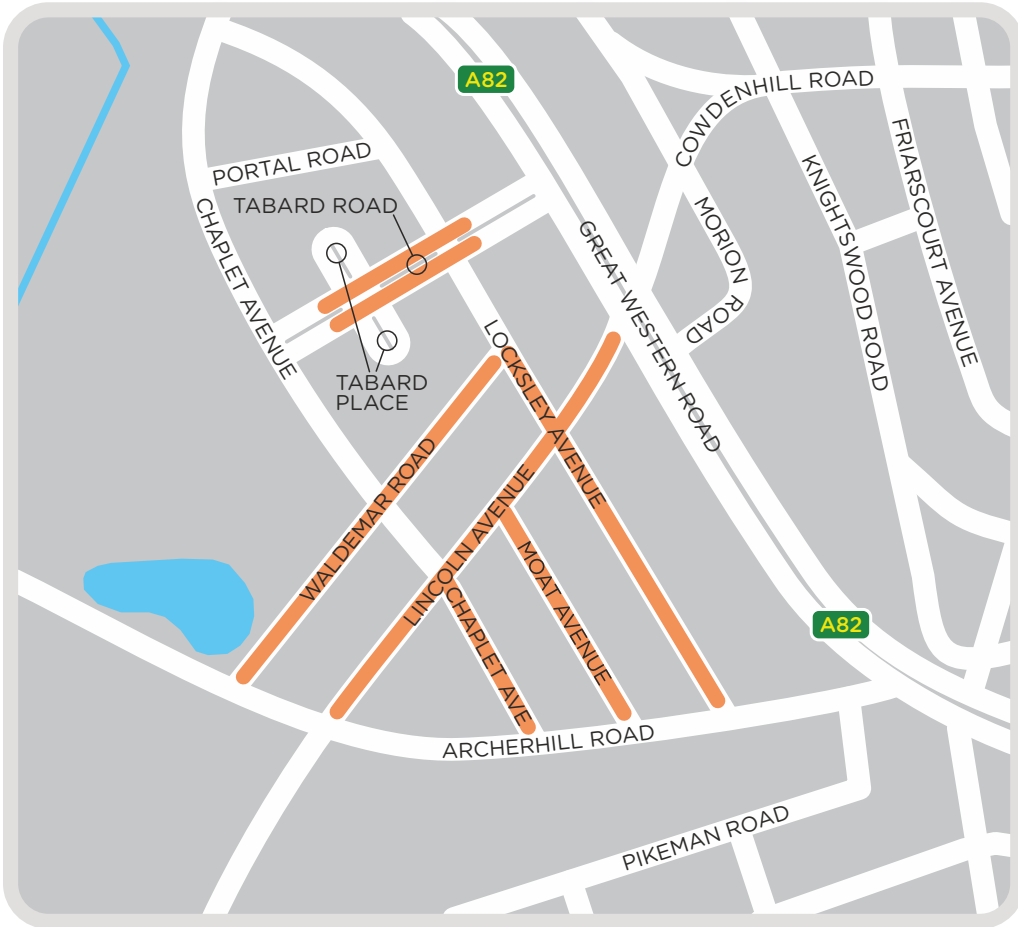 A82
COWDENHILL ROAD
PORTAL ROAD
FRIARSCOURT AVENUE
KNIGHTSWOOD ROAD
TABARD ROAD
CHAPLET AVENUE
MORION ROAD
GREAT WESTERN ROAD
LOCKSLEY AVENUE
TABARD
PLACE
WALDEMAR ROAD
LINCOLN AVENUE
MOAT AVENUE
CHAPLET AVE
A82
ARCHERHILL ROAD
PIKEMAN ROAD